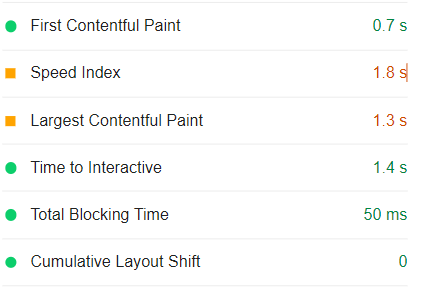 First Contentful Paint 0.7 s
Speed Index 1.8 s
Largest Contentful Paint 1.3 s
Time to Interactive 1.4 s
Total Blocking Time 50 ms
Cumulative Layout Shift 0